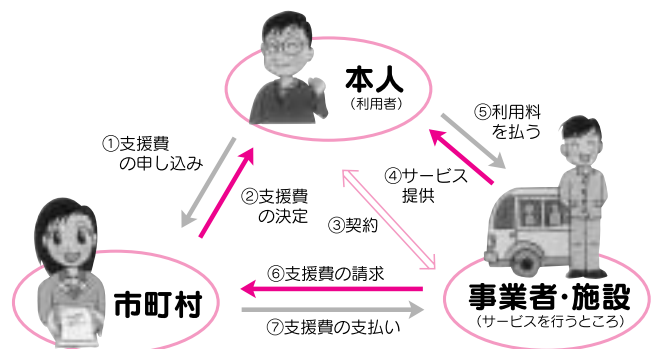 本人
（利用者）
①支援費
の申し込み
②支援費
の決定
③契約
④サービス
提供
⑤利用料
を払う
⑥支援費の請求
⑦支援費の支払い
市町村
事業者・施設
（サービスを行うところ）